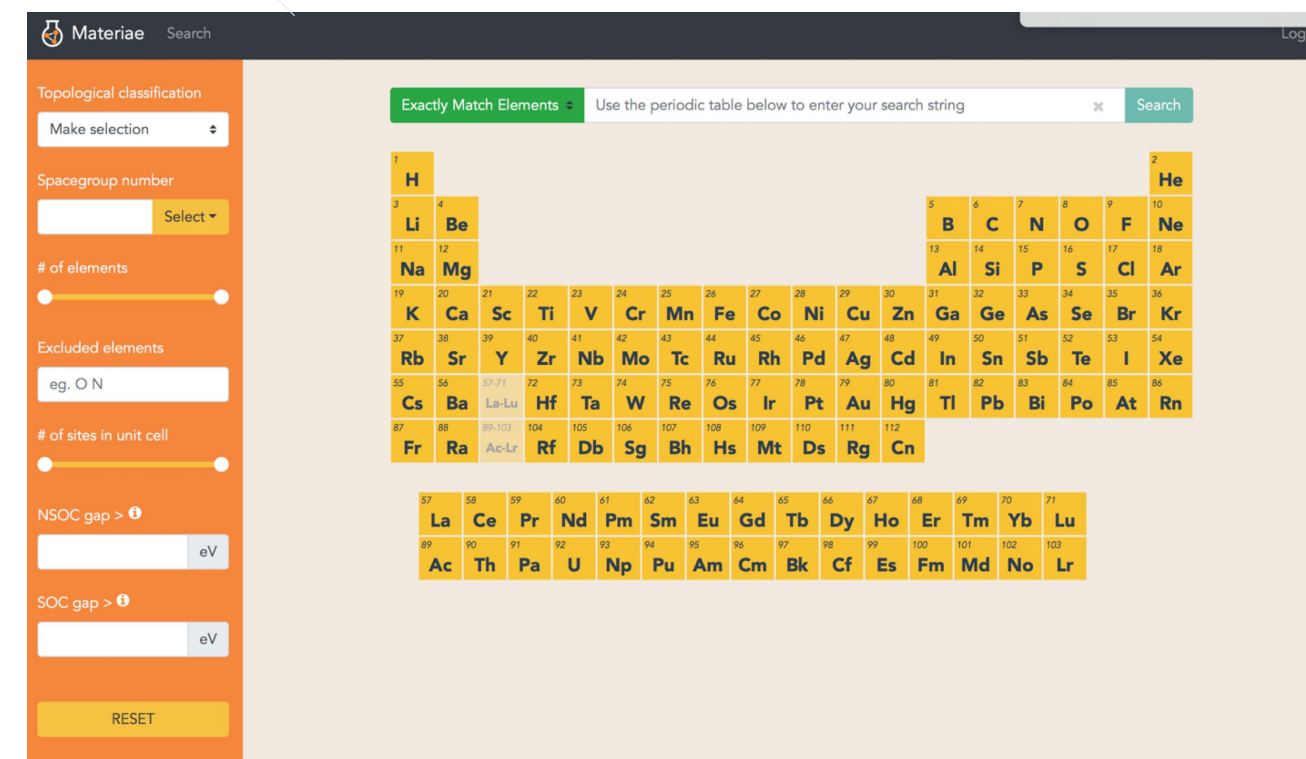 Materiae Search Log
Topological classification
Make selection
Spacegroup number
Select
# of elements
Excluded elements
eg. O N
# of sites in unit cell
NSOC gap >
eV
SOC gap >
eV
RESET
Exactly Match Elements Use the periodic table below to enter your search string × Search
1 2
H He
3 4 5 6 7 8 9 10
Li Be B C N O F Ne
11 12 13 14 15 16 17 18
Na Mg Al Si P S Cl Ar
19 20 21 22 23 24 25 26 27 28 29 30 31 32 33 34 35 36
K Ca Sc Ti V Cr Mn Fe Co Ni Cu Zn Ga Ge As Se Br Kr
37 38 39 40 41 42 43 44 45 46 47 48 49 50 51 52 53 54
Rb Sr Y Zr Nb Mo Tc Ru Rh Pd Ag Cd In Sn Sb Te I Xe
55 56 57-71 72 73 74 75 76 77 78 79 80 81 82 83 84 85 86
Cs Ba La-Lu Hf Ta W Re Os Ir Pt Au Hg Tl Pb Bi Po At Rn
87 88 89-103 104 105 106 107 108 109 110 111 112
Fr Ra Ac-Lr Rf Db Sg Bh Hs Mt Ds Rg Cn
57 58 59 60 61 62 63 64 65 66 67 68 69 70 71
La Ce Pr Nd Pm Sm Eu Gd Tb Dy Ho Er Tm Yb Lu
89 90 91 92 93 94 95 96 97 98 99 100 101 102 103
Ac Th Pa U Np Pu Am Cm Bk Cf Es Fm Md No Lr